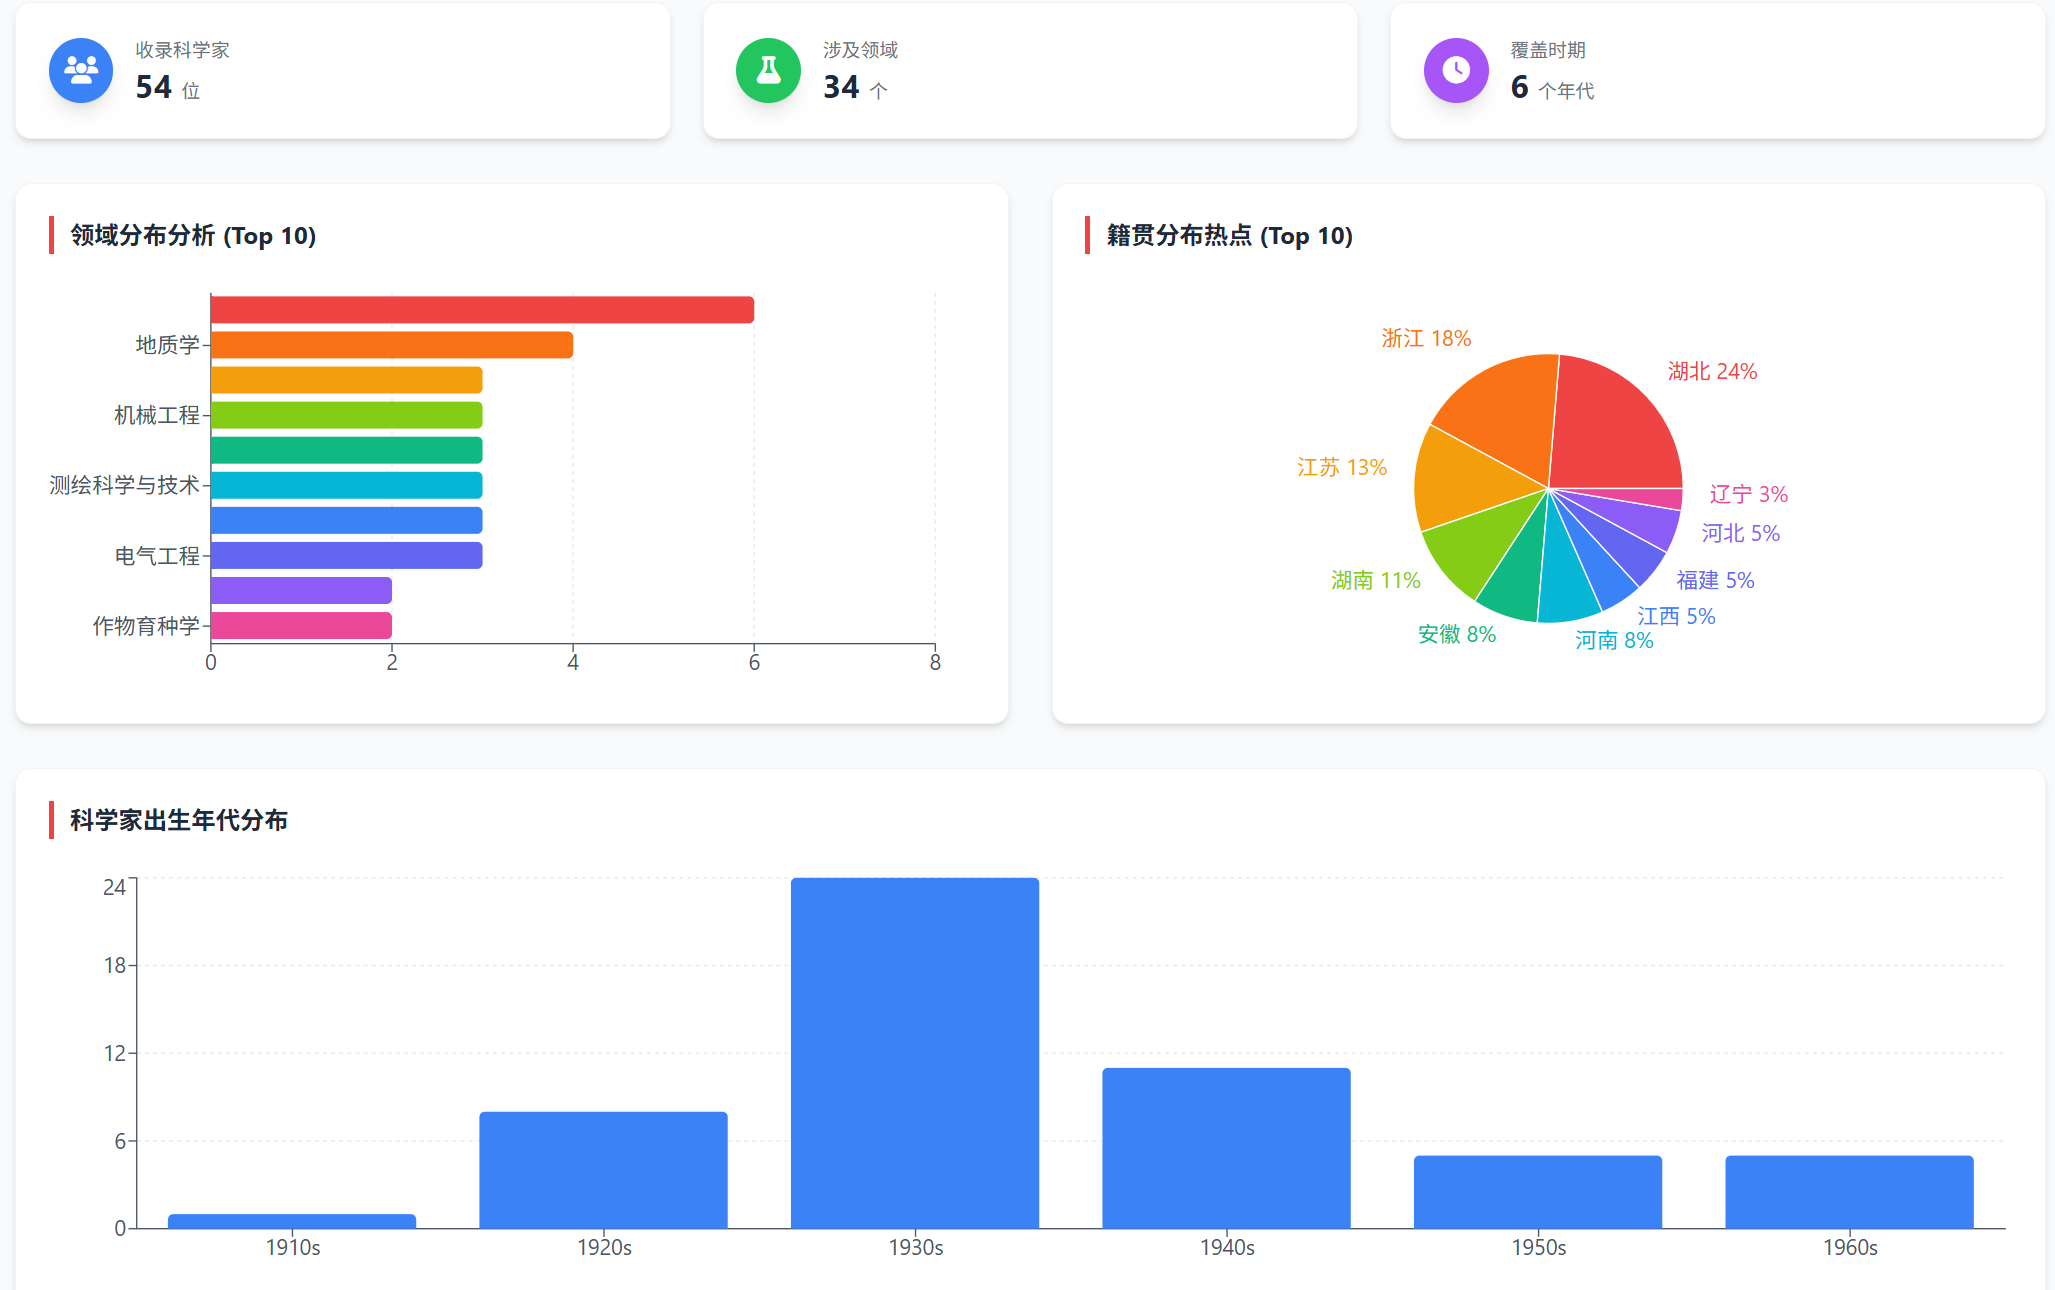 收录科学家
54 位
涉及领域
34 个
覆盖时期
6 个年代
领域分布分析 (Top 10)
地质学
机械工程
测绘科学与技术
电气工程
作物育种学
0 2 4 6 8
籍贯分布热点 (Top 10)
浙江 18%
湖北 24%
江苏 13%
辽宁 3%
河北 5%
湖南 11%
福建 5%
江西 5%
安徽 8%
河南 8%
科学家出生年代分布
24
18
12
6
0
1910s 1920s 1930s 1940s 1950s 1960s